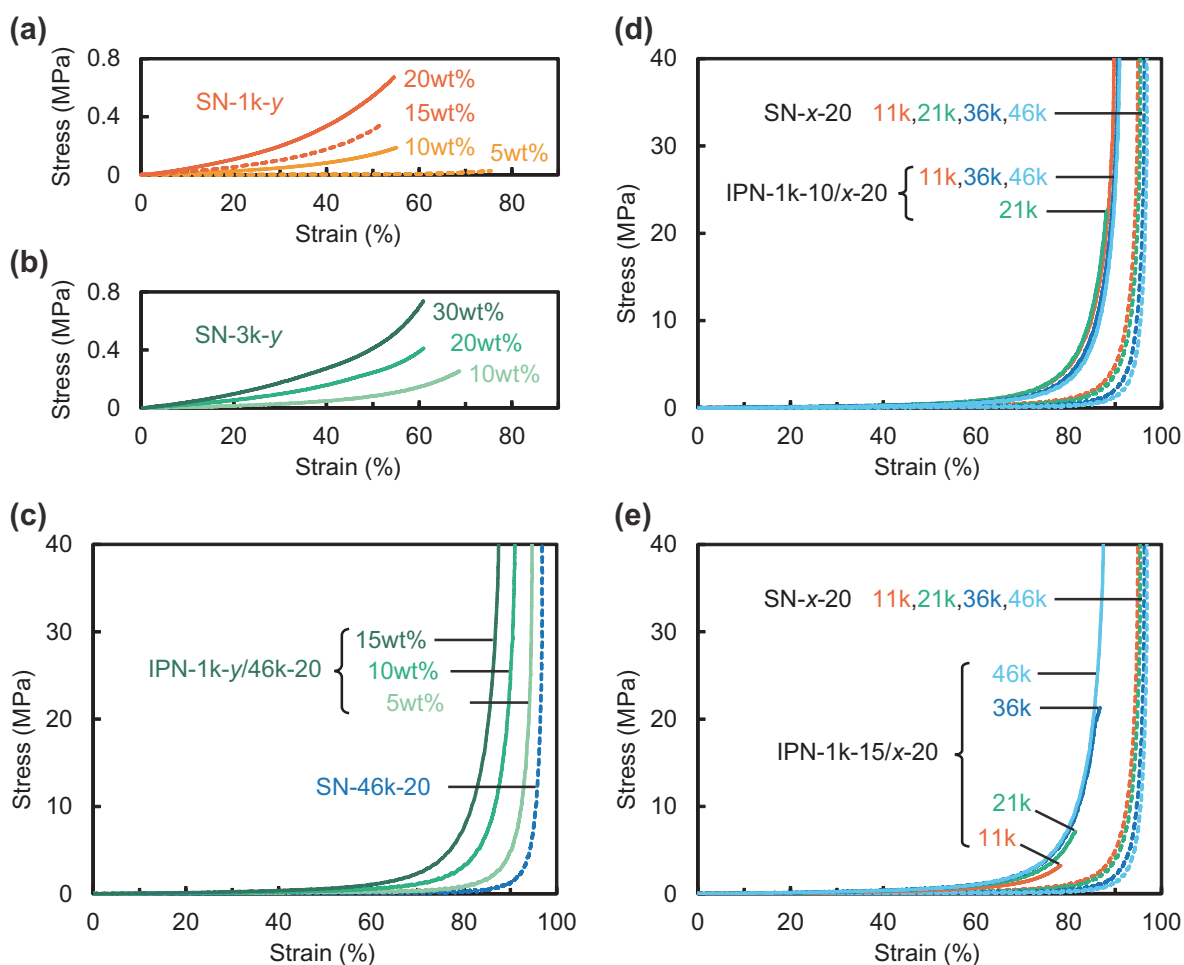 (a)
Stress (MPa)
0.8
0.4
0
SN-1k-y
20wt%
15wt%
10wt%
5wt%
0 20 40 60 80
Strain (%)
(b)
Stress (MPa)
0.8
0.4
0
SN-3k-y
30wt%
20wt%
10wt%
0 20 40 60 80
Strain (%)
(c)
Stress (MPa)
40
30
20
10
0
IPN-1k-y/46k-20
15wt%
10wt%
5wt%
SN-46k-20
0 20 40 60 80 100
Strain (%)
(d)
Stress (MPa)
40
30
20
10
0
SN-x-20 11k,21k,36k,46k
IPN-1k-10/x-20
11k,36k,46k
21k
0 20 40 60 80 100
Strain (%)
(e)
Stress (MPa)
40
30
20
10
0
SN-x-20 11k,21k,36k,46k
IPN-1k-15/x-20
46k
36k
21k
11k
0 20 40 60 80 100
Strain (%)